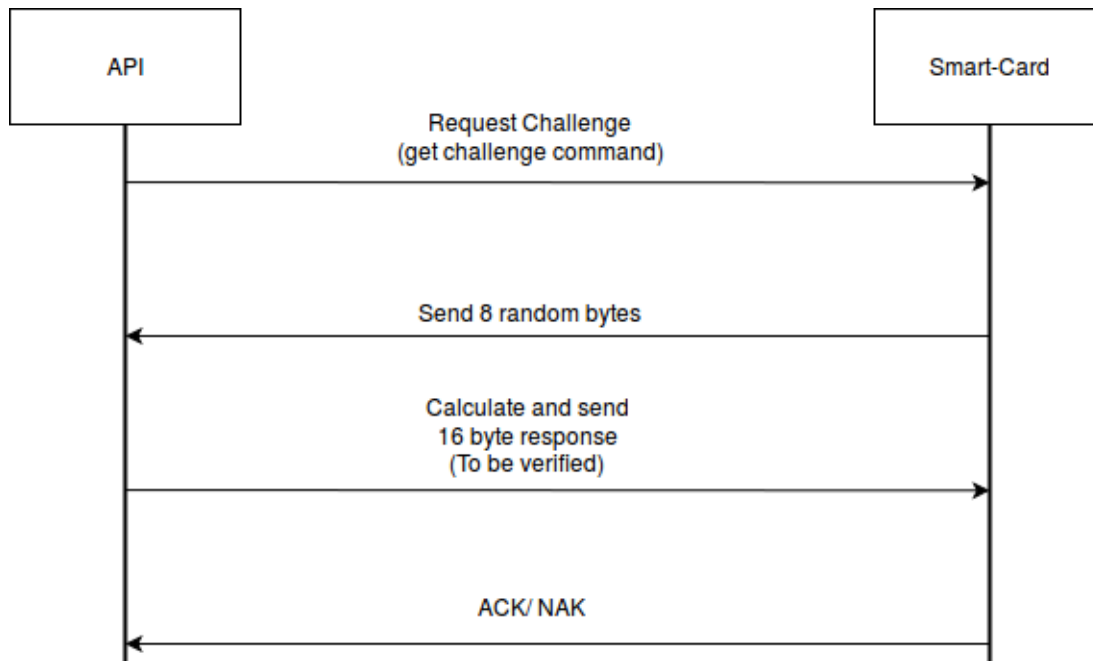 API
Smart-Card
Request Challenge
(get challenge command)
Send 8 random bytes
Calculate and send
16 byte response
(To be verified)
ACK/ NAK